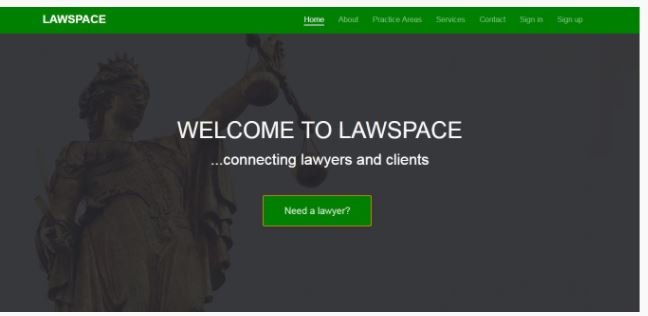 LAWSPACE Home About Practice Areas Services Contact Sign in Sign up
WELCOME TO LAWSPACE
...connecting lawyers and clients
Need a lawyer?